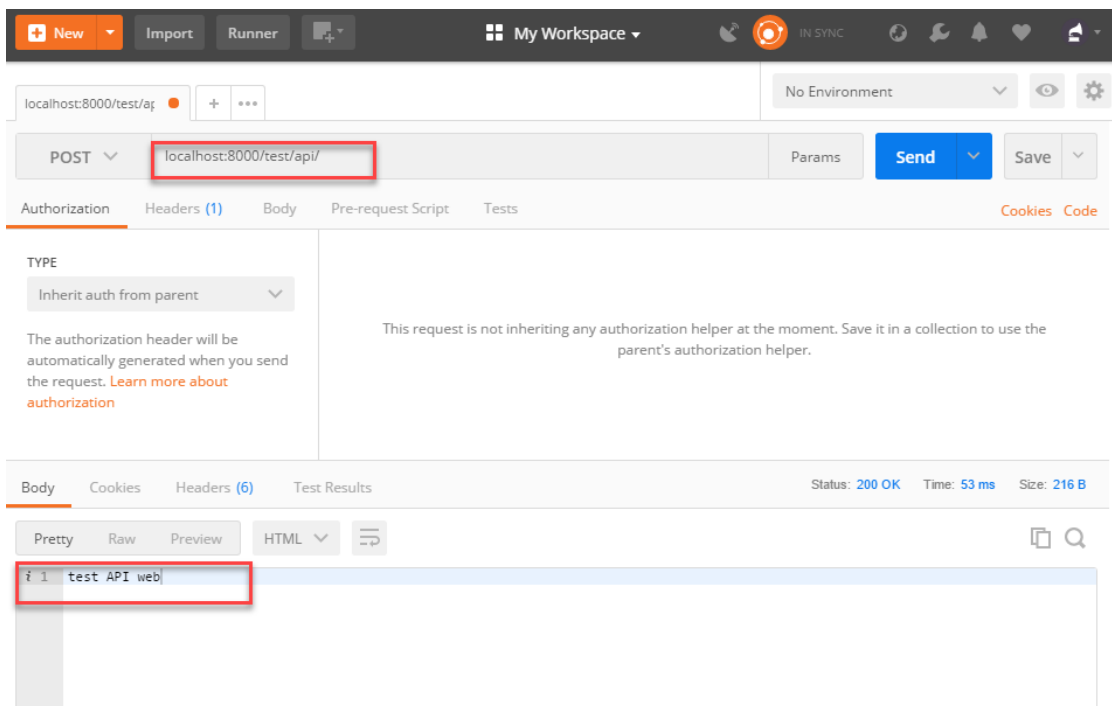 New Import Runner My Workspace IN SYNC
localhost:8000/test/ap + ••• No Environment
POST localhost:8000/test/api/ Params Send Save
Authorization Headers (1) Body Pre-request Script Tests Cookies Code
TYPE
Inherit auth from parent
The authorization header will be
automatically generated when you send
the request. Learn more about
authorization
This request is not inheriting any authorization helper at the moment. Save it in a collection to use the
parent's authorization helper.
Body Cookies Headers (6) Test Results Status: 200 OK Time: 53 ms Size: 216 B
Pretty Raw Preview HTML
i 1 test API web